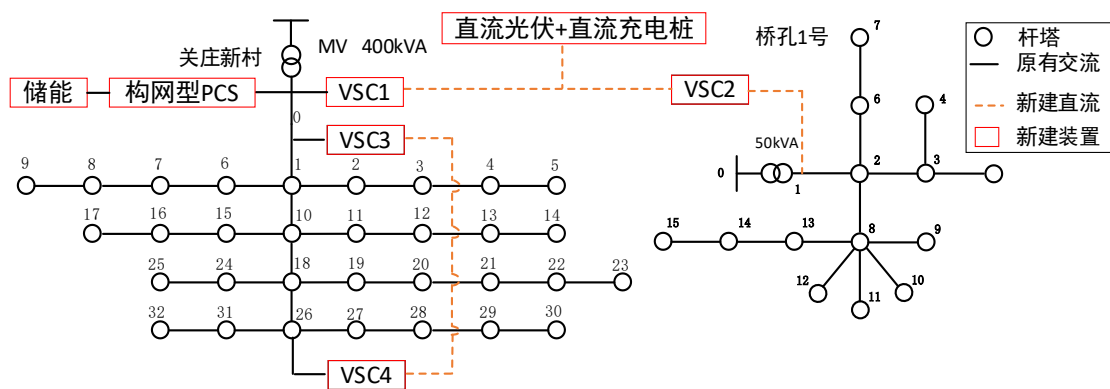 直流光伏+直流充电桩
关庄新村
MV 400kVA
桥孔1号
储能
构网型PCS
VSC1
VSC2
0
VSC3
9 8 7 6 1 2 3 4 5
17 16 15 10 11 12 13 14
25 24 18 19 20 21 22 23
32 31 26 27 28 29 30
VSC4
7
6
4
50kVA
0
1
2
3
15 14 13 8 9
12 11 10
杆塔
原有交流
新建直流
新建装置